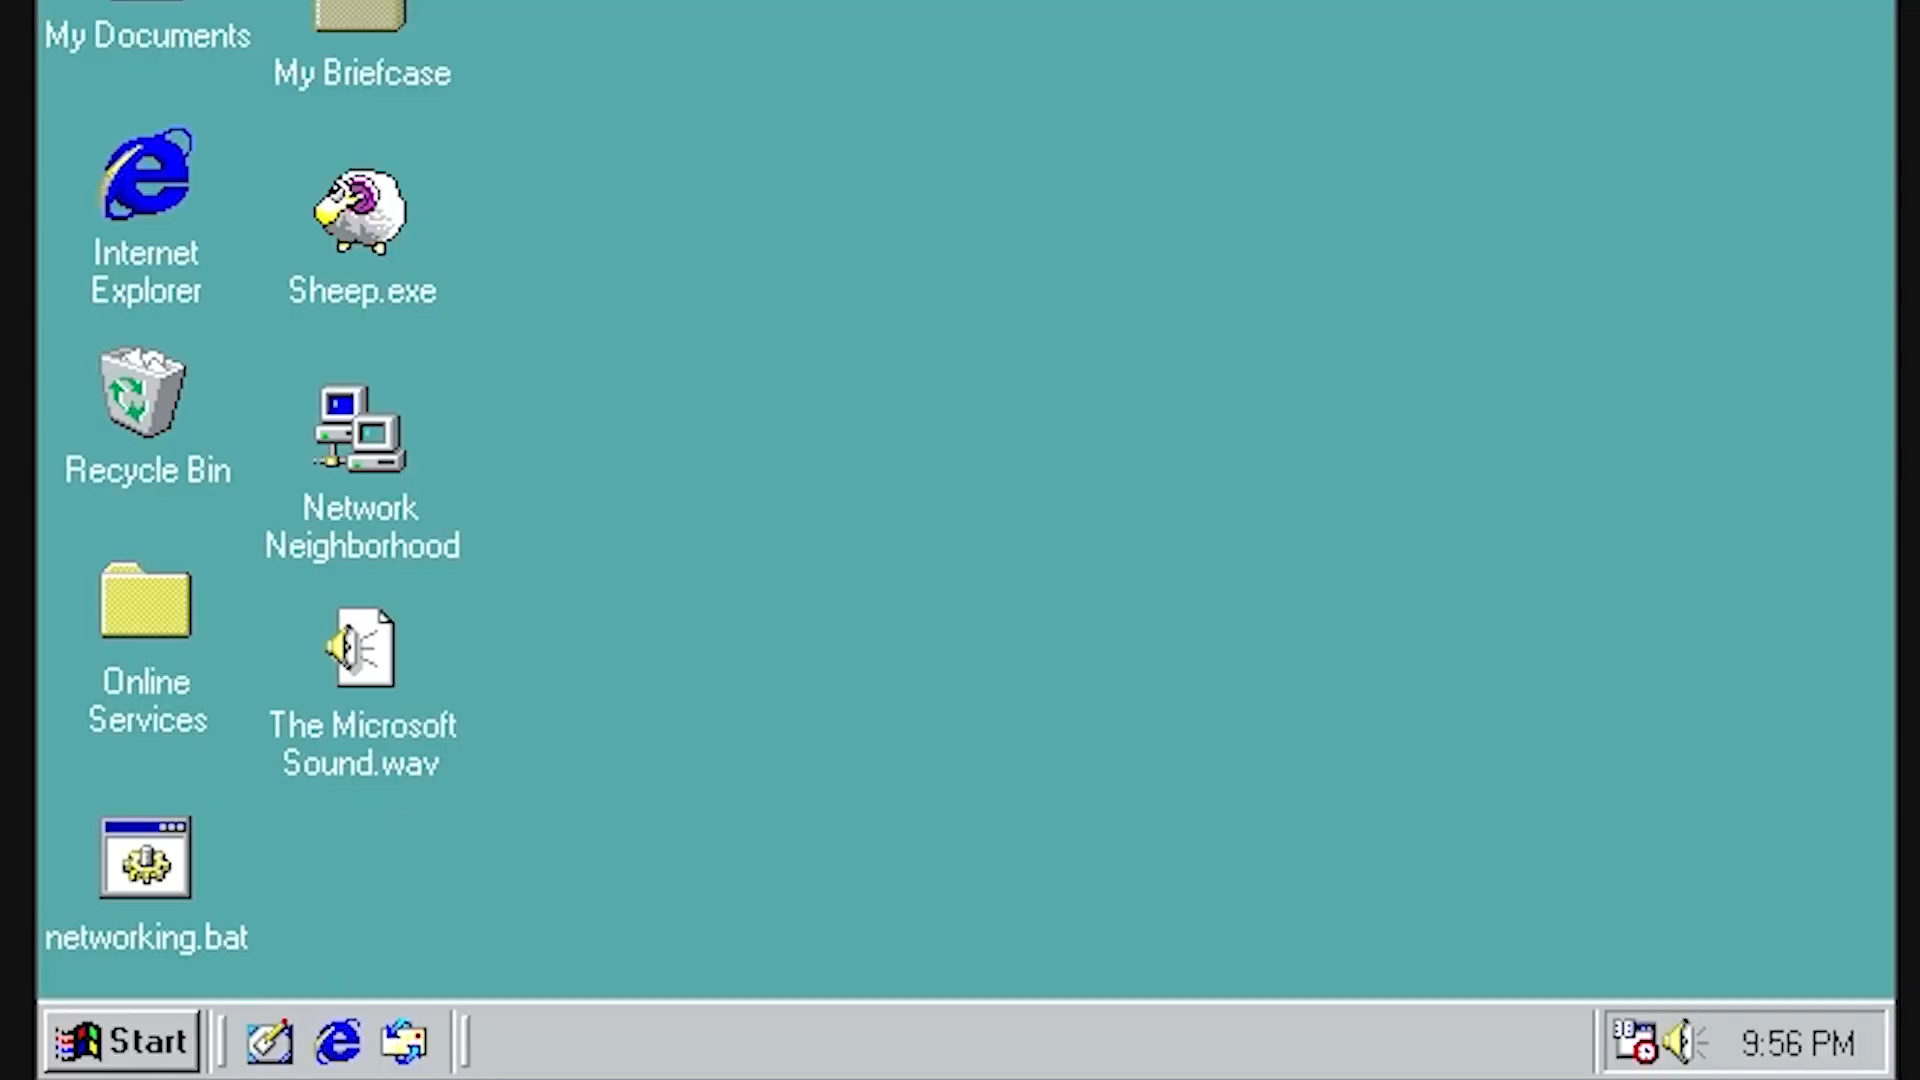 My Documents
My Briefcase
Internet
Explorer
Sheep.exe
Recycle Bin
Network
Neighborhood
Online
Services
The Microsoft
Sound.wav
networking.bat
Start
9:56 PM